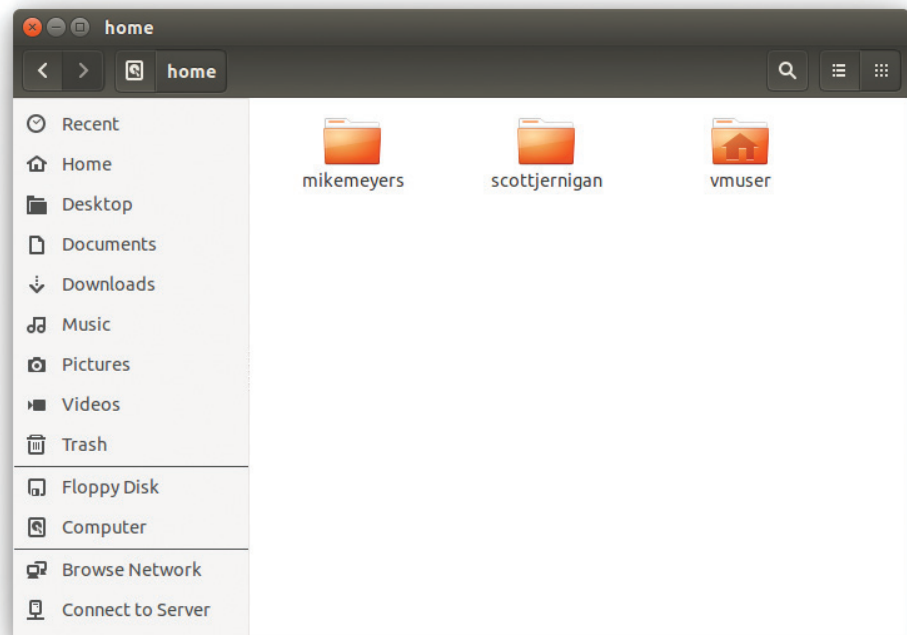 home
home
Recent
Home
Desktop
Documents
Downloads
Music
Pictures
Videos
Trash
Floppy Disk
Computer
Browse Network
Connect to Server
mikemeyers
scottjernigan
vmuser